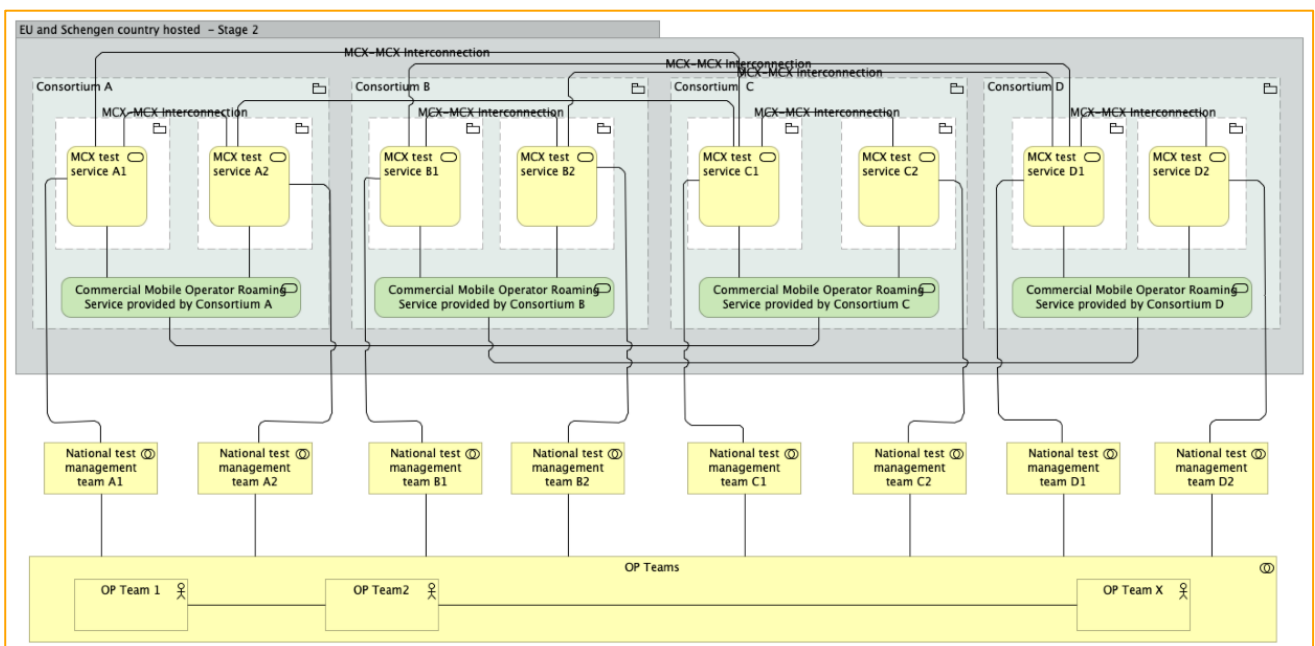 EU and Schengen country hosted – Stage 2
MCX-MCX Interconnection
MCX-MCX Interconnection
MCX-MCX Interconnection
Consortium A
Consortium B
Consortium C
Consortium D
MCX-MCX Interconnection
MCX-MCX Interconnection
MCX-MCX Interconnection
MCX-MCX Interconnection
MCX test
service A1
MCX test
service A2
MCX test
service B1
MCX test
service B2
MCX test
service C1
MCX test
service C2
MCX test
service D1
MCX test
service D2
Commercial Mobile Operator Roaming
Service provided by Consortium A
Commercial Mobile Operator Roaming
Service provided by Consortium B
Commercial Mobile Operator Roaming
Service provided by Consortium C
Commercial Mobile Operator Roaming
Service provided by Consortium D
National test
management
team A1
National test
management
team A2
National test
management
team B1
National test
management
team B2
National test
management
team C1
National test
management
team C2
National test
management
team D1
National test
management
team D2
OP Teams
OP Team 1
OP Team2
OP Team X